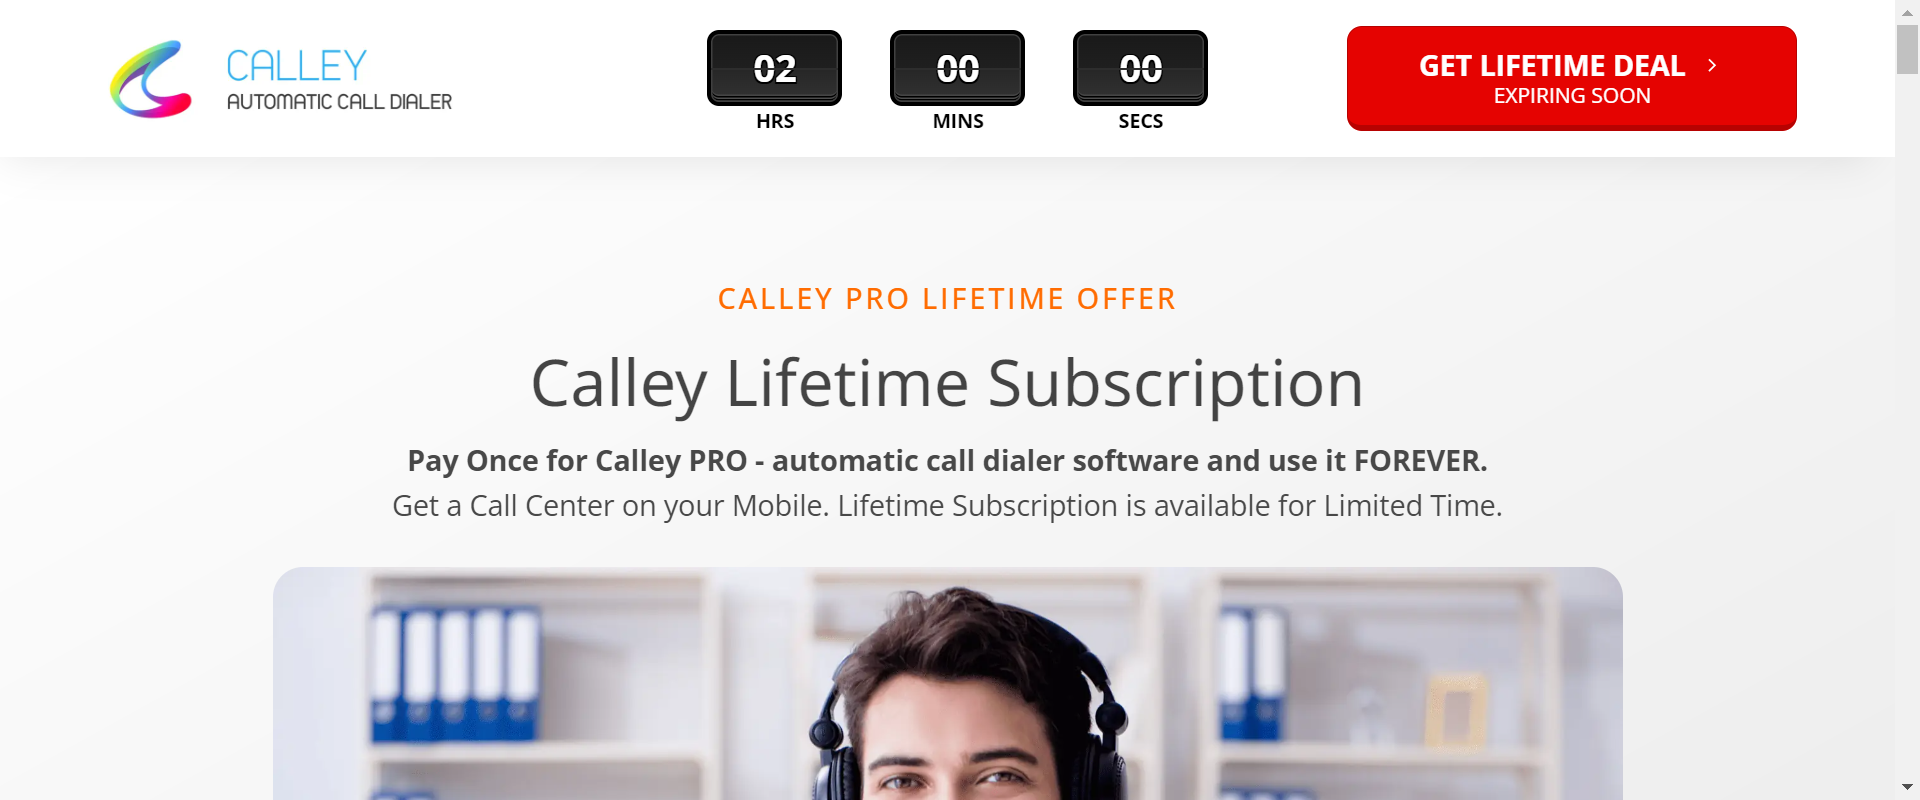 CALLEY
AUTOMATIC CALL DIALER
02 00 00
HRS MINS SECS
GET LIFETIME DEAL
EXPIRING SOON
CALLEY PRO LIFETIME OFFER
Calley Lifetime Subscription
Pay Once for Calley PRO - automatic call dialer software and use it FOREVER.
Get a Call Center on your Mobile. Lifetime Subscription is available for Limited Time.